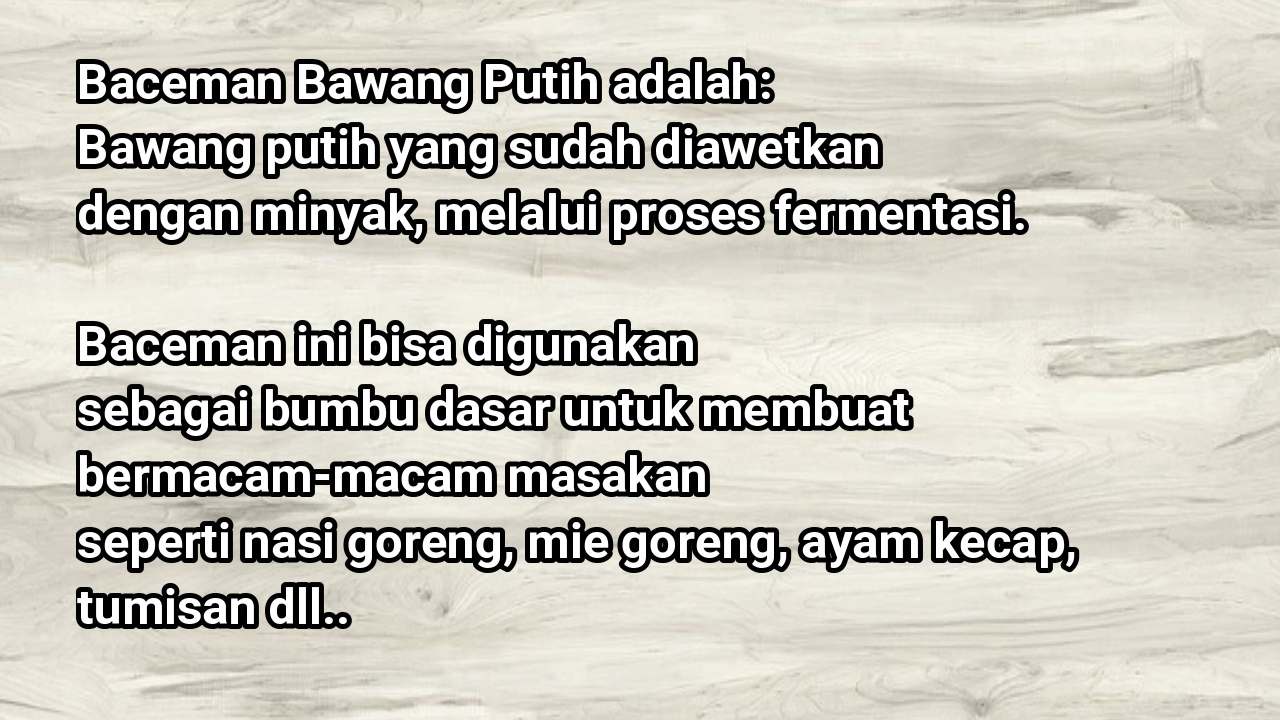 Baceman Bawang Putih adalah:
Bawang putih yang sudah diawetkan
dengan minyak, melalui proses fermentasi.
Baceman ini bisa digunakan
sebagai bumbu dasar untuk membuat
bermacam-macam masakan
seperti nasi goreng, mie goreng, ayam kecap,
tumisan dll..